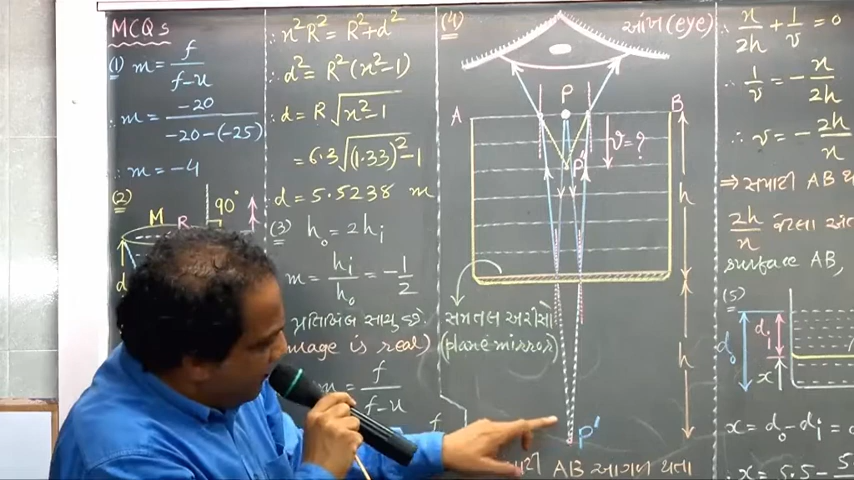 MCQs
(1) m = f / f-u
∴ m = -20 / -20-(-25)
∴ m = -4
(2)
90°
M
R
d
∴ n²R² = R²+d²
∴ d² = R²(n²-1)
∴ d = R√n²-1
= 6.3√(1.33)²-1
d = 5.5238 m
(3) h₀ = 2hᵢ
m = hᵢ / h₀ = -1/2
પ્રતિબિંબ સાચું છે.
image is real)
m = f / f-u
f
(4)
આંખ (eye)
P
A
B
P'
v=?
h
સમતલ અરીસો
(plane mirror)
h
P'
સપાટી AB આગળ થતા
∴ n/2h + 1/v = 0
∴ 1/v = - n/2h
∴ v = - 2h/n
⇒ સપાટી AB થ
2h/n જેટલા અંત
surface AB,
(5)
d₀
dᵢ
x
x = d₀-dᵢ = d
∴ x = 5.5 - 5